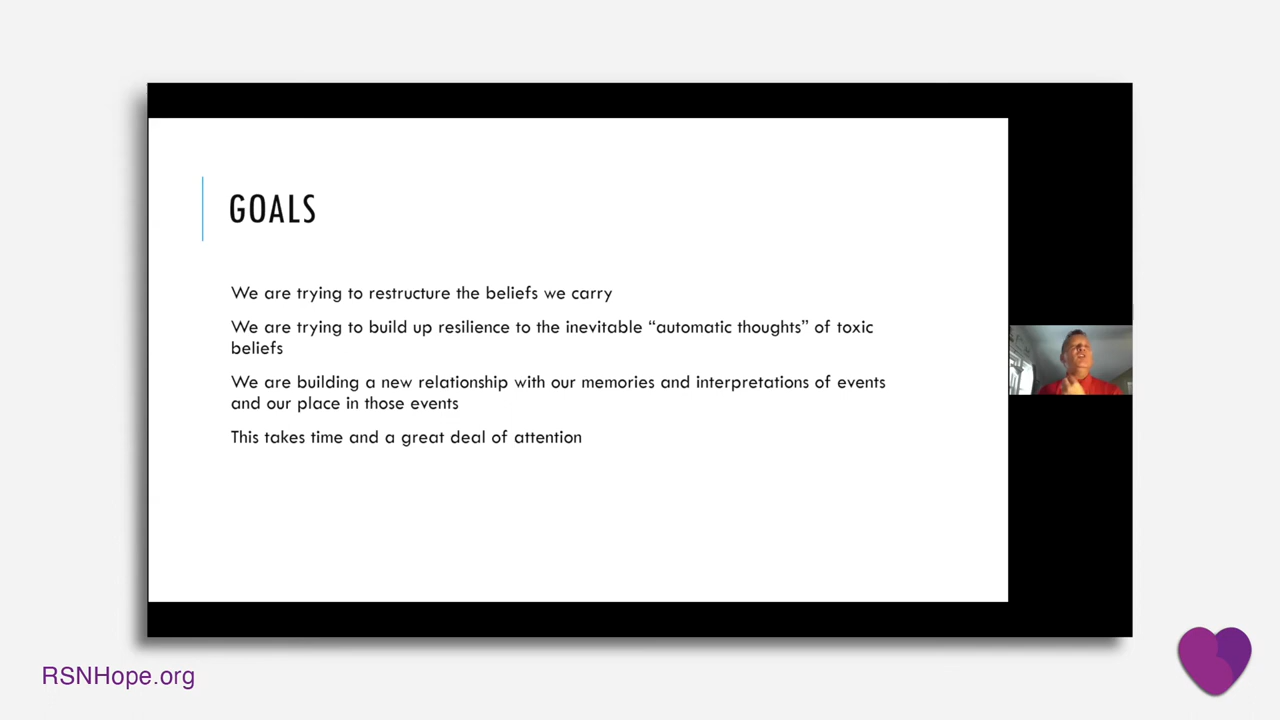 GOALS
We are trying to restructure the beliefs we carry
We are trying to build up resilience to the inevitable “automatic thoughts” of toxic
beliefs
We are building a new relationship with our memories and interpretations of events
and our place in those events
This takes time and a great deal of attention
RSNHope.org